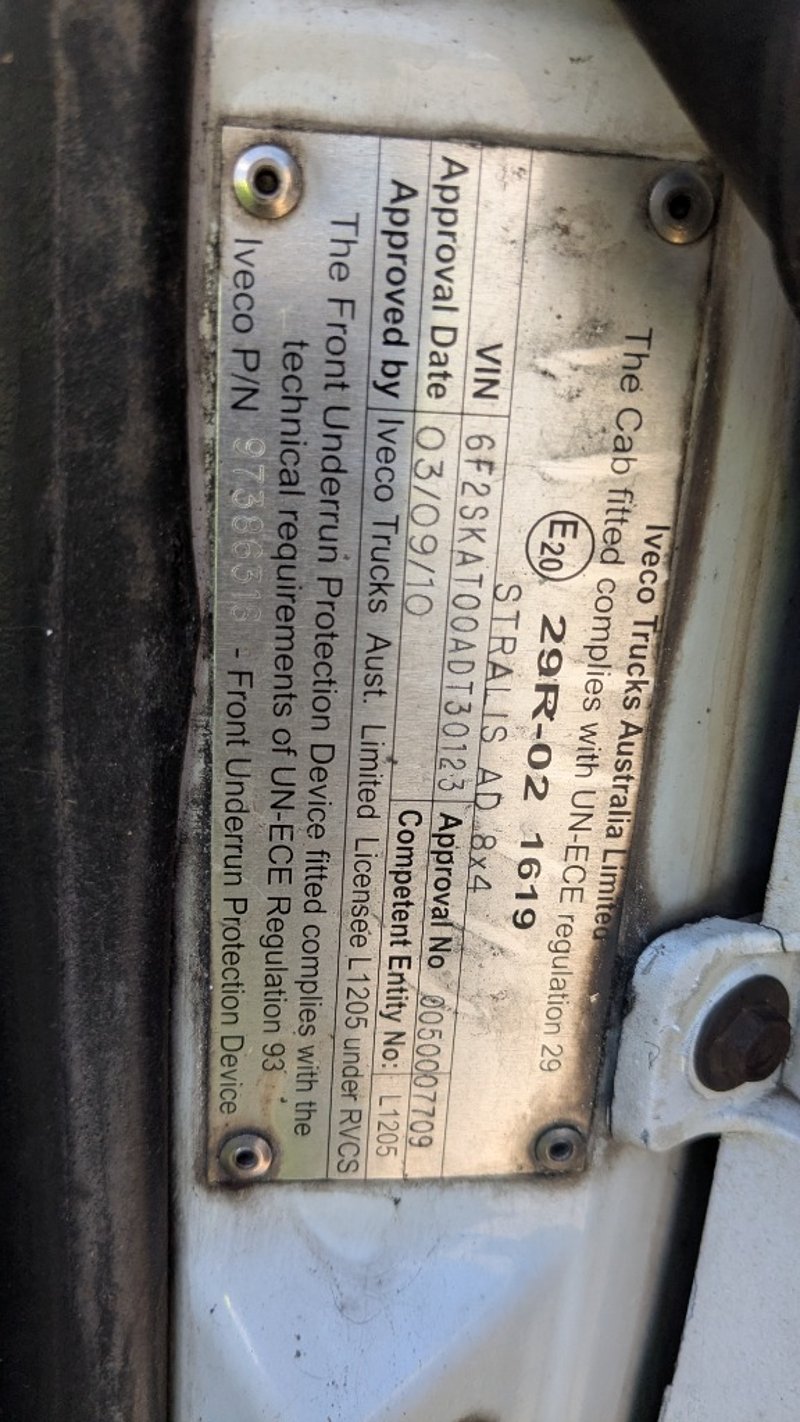 Iveco Trucks Australia Limited
The Cab fitted complies with UN-ECE regulation 29
E20 29R-02 1619
STRALIS AD 8x4
VIN 6F2SKAT00ADT30123 Approval No 0050007709
Approval Date 03/09/10 Competent Entity No: L1205
Approved by Iveco Trucks Aust. Limited Licensee L1205 under RVCS
The Front Underrun Protection Device fitted complies with the
technical requirements of UN-ECE Regulation 93
Iveco P/N - Front Underrun Protection Device